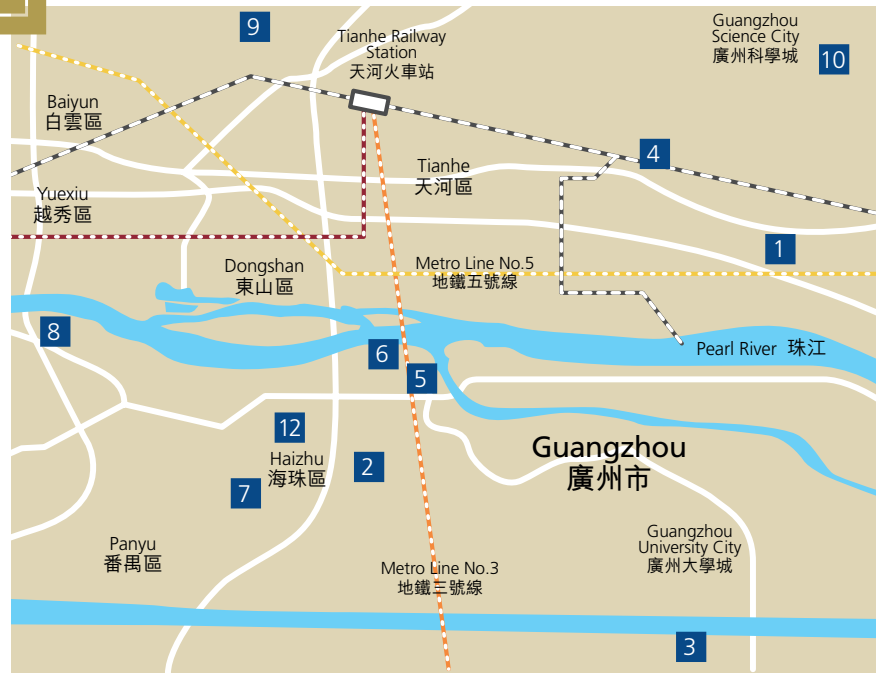 9
Tianhe Railway
Station
天河火車站
Guangzhou
Science City
廣州科學城
10
Baiyun
白雲區
4
Tianhe
天河區
Yuexiu
越秀區
1
Dongshan
東山區
Metro Line No.5
地鐵五號線
8
6
Pearl River 珠江
5
12
Haizhu
海珠區
2
Guangzhou
廣州市
7
Panyu
番禺區
Guangzhou
University City
廣州大學城
Metro Line No.3
地鐵三號線
3